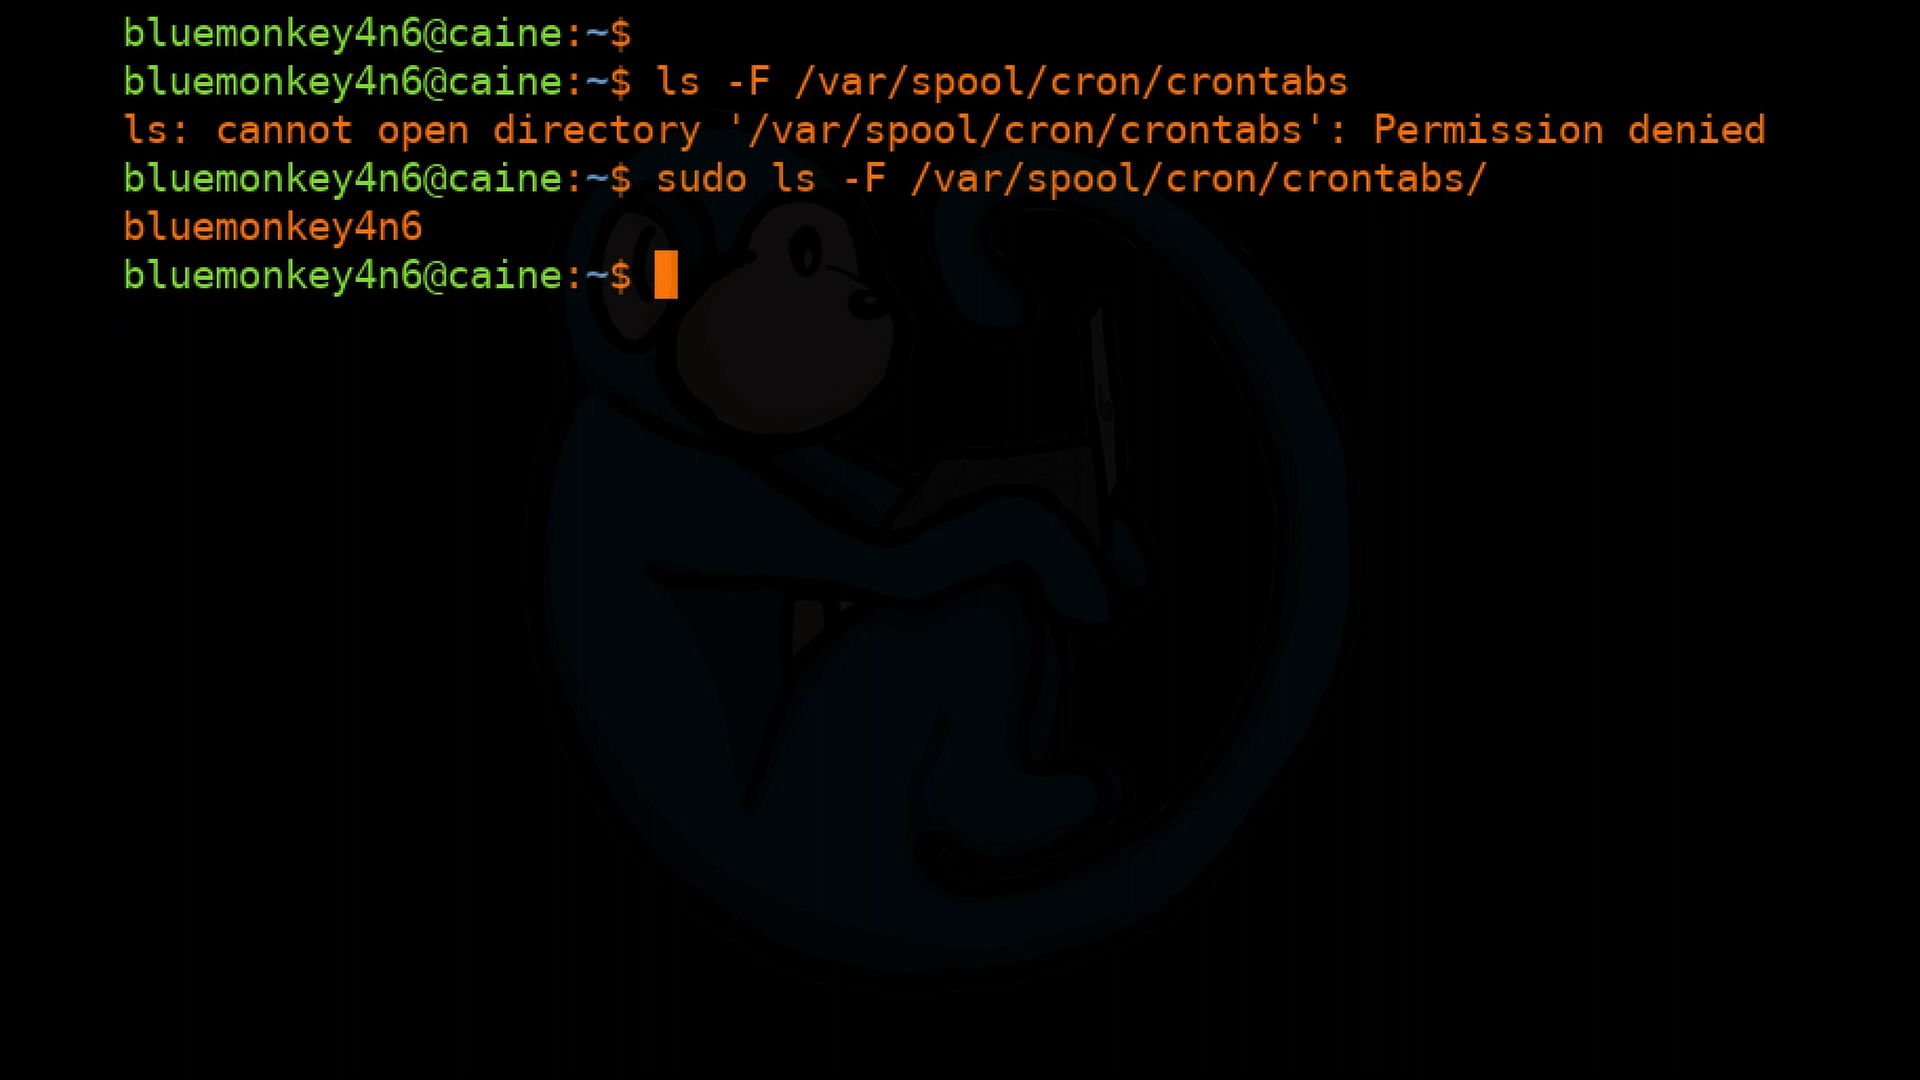 bluemonkey4n6@caine:~$
bluemonkey4n6@caine:~$ ls -F /var/spool/cron/crontabs
ls: cannot open directory '/var/spool/cron/crontabs': Permission denied
bluemonkey4n6@caine:~$ sudo ls -F /var/spool/cron/crontabs/
bluemonkey4n6
bluemonkey4n6@caine:~$